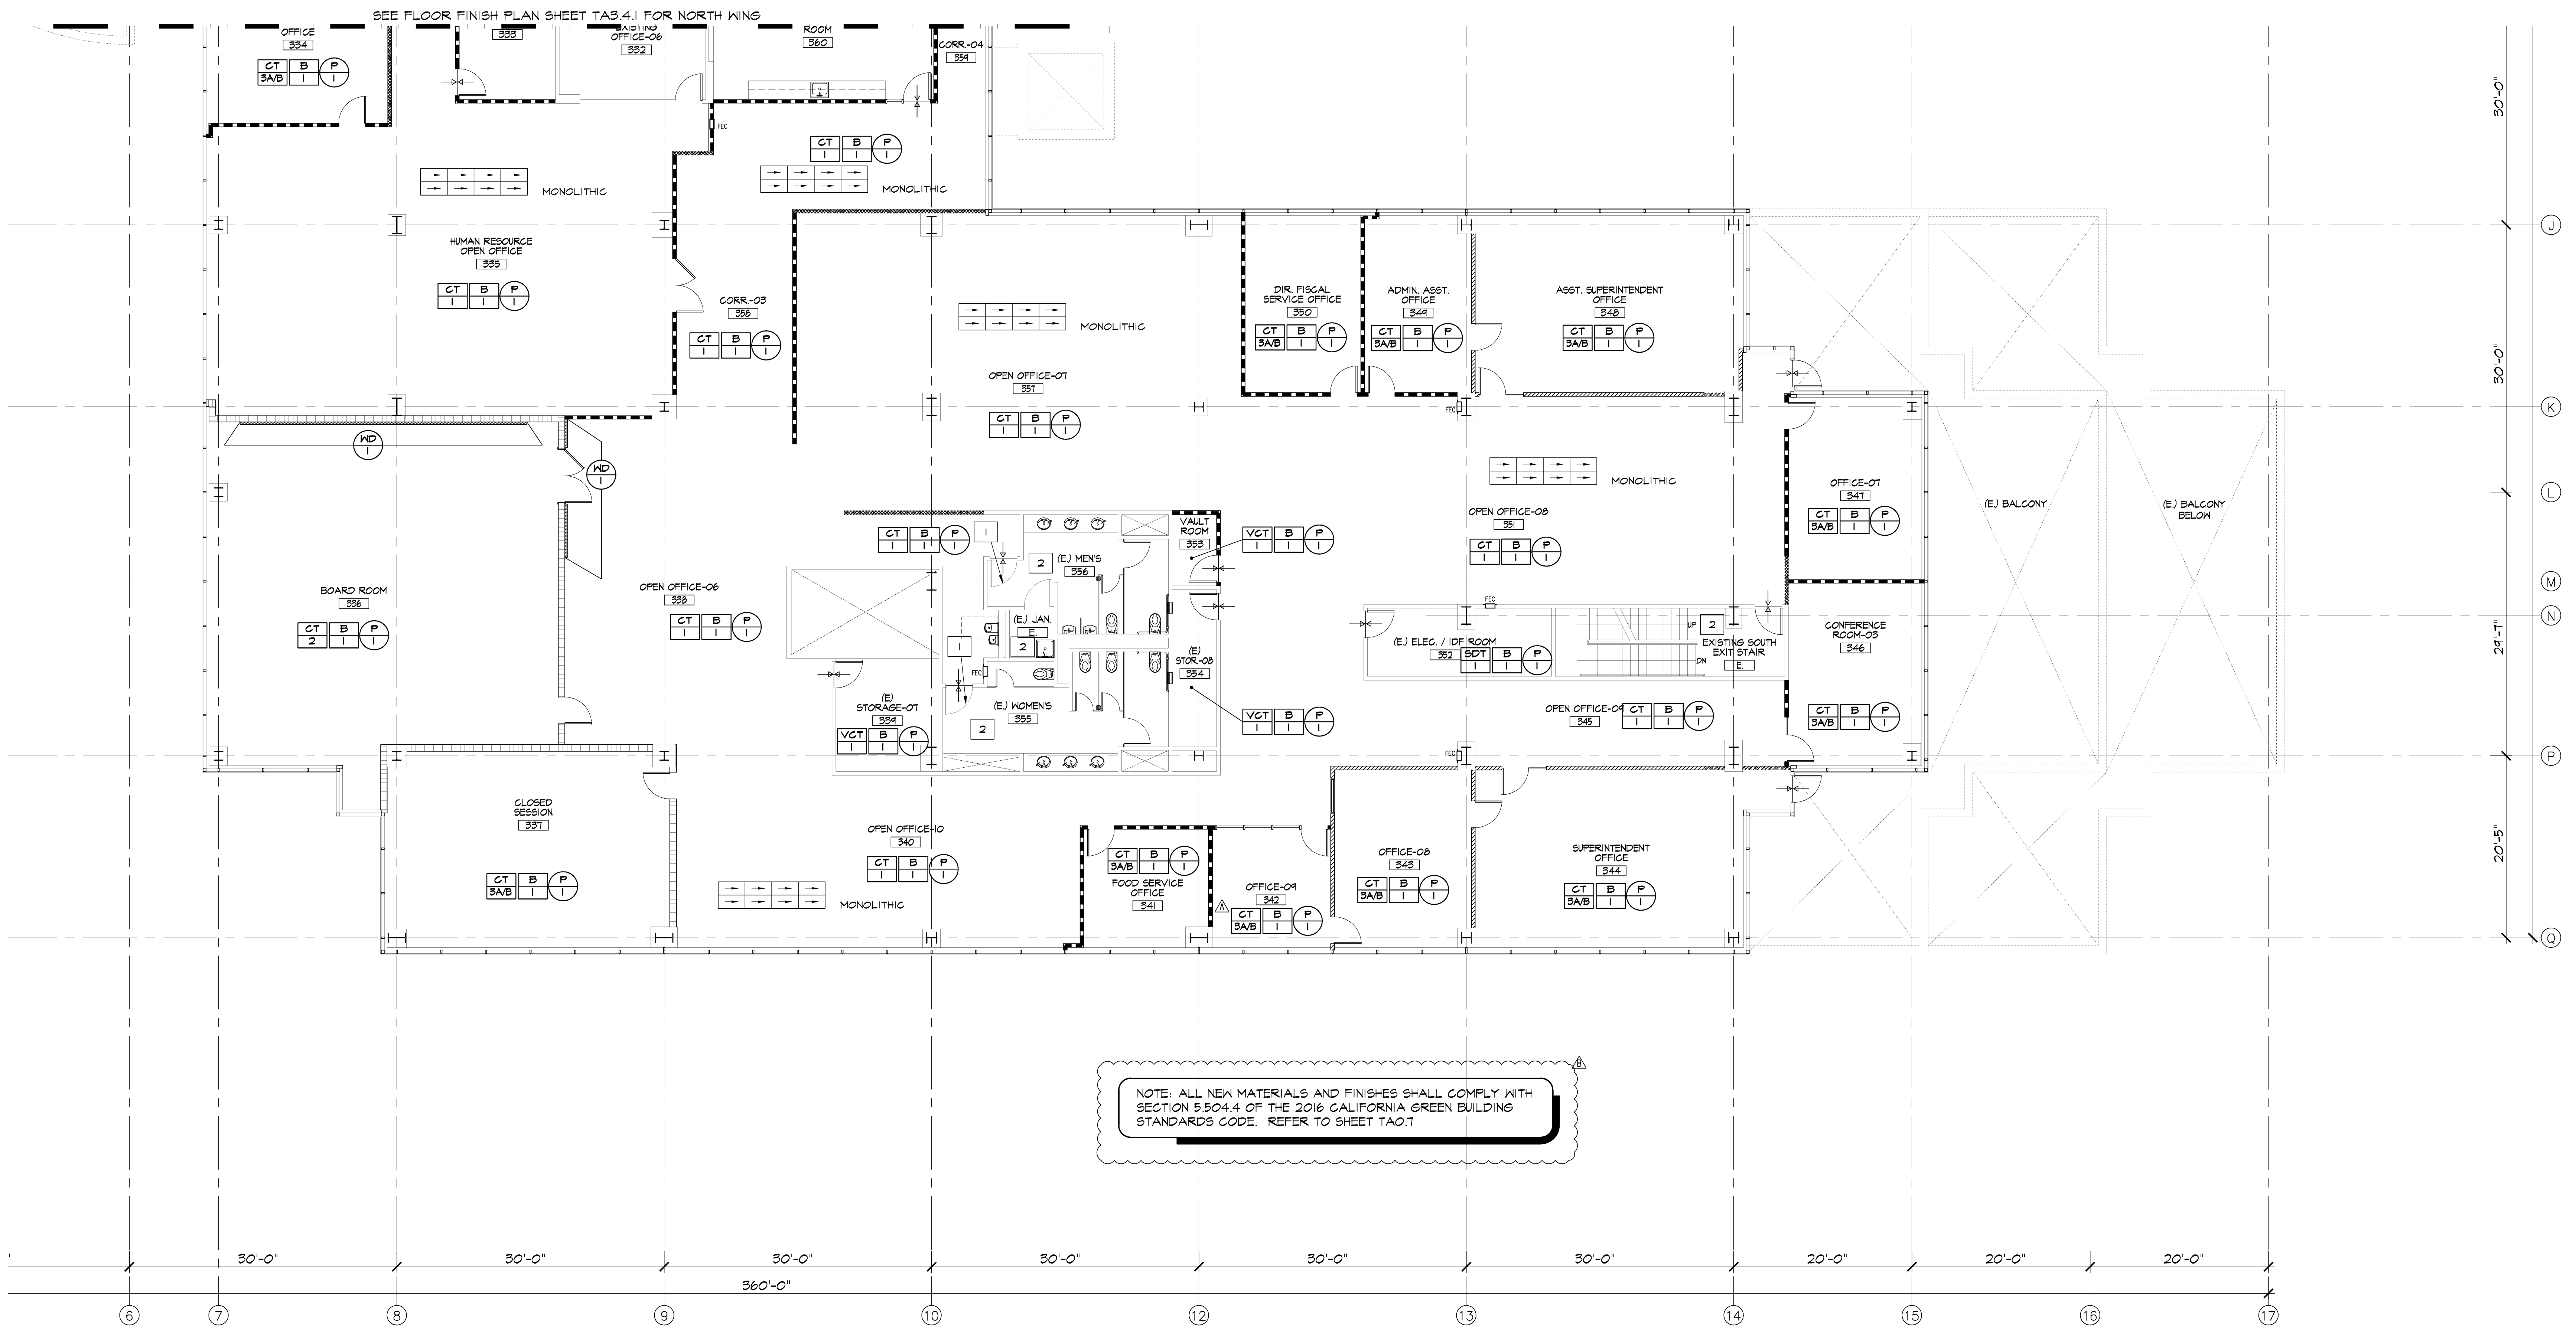 SEE FLOOR FINISH PLAN SHEET TA3.4.1 FOR NORTH WING
OFFICE
334
CT B P
3A/B 1 1
333
EXISTING
OFFICE-06
332
ROOM
360
CORR.-04
359
FEC
CT B P
1 1 1
MONOLITHIC
MONOLITHIC
HUMAN RESOURCE
OPEN OFFICE
335
CT B P
1 1 1
CORR.-03
358
CT B P
1 1 1
MONOLITHIC
OPEN OFFICE-07
357
CT B P
1 1 1
DIR. FISCAL
SERVICE OFFICE
350
CT B P
3A/B 1 1
ADMIN. ASST.
OFFICE
349
CT B P
3A/B 1 1
ASST. SUPERINTENDENT
OFFICE
348
CT B P
3A/B 1 1
FEC
WD
1
WD
1
MONOLITHIC
OPEN OFFICE-08
351
CT B P
1 1 1
OFFICE-07
347
CT B P
3A/B 1 1
(E.) BALCONY
(E.) BALCONY
BELOW
BOARD ROOM
336
CT B P
2 1 1
OPEN OFFICE-06
338
CT B P
1 1 1
CT B P
1 1 1
1
2
(E.) MEN'S
356
VAULT
ROOM
353
VCT B P
1 1 1
(E.) JAN.
E.
2
1
FEC
(E)
STOR.-08
354
VCT B P
1 1 1
(E.) WOMEN'S
355
2
(E)
STORAGE-07
339
VCT B P
1 1 1
FEC
(E.) ELEC. / IDF ROOM
352
SDT B P
1 1 1
UP
2
EXISTING SOUTH
EXIT STAIR
E.
DN
CONFERENCE
ROOM-03
346
CT B P
3A/B 1 1
OPEN OFFICE-09
345
CT B P
1 1 1
FEC
CLOSED
SESSION
337
CT B P
3A/B 1 1
OPEN OFFICE-10
340
CT B P
1 1 1
MONOLITHIC
CT B P
3A/B 1 1
FOOD SERVICE
OFFICE
341
A
OFFICE-09
342
CT B P
3A/B 1 1
OFFICE-08
343
CT B P
3A/B 1 1
SUPERINTENDENT
OFFICE
344
CT B P
3A/B 1 1
30'-0"
J
30'-0"
K
L
M
N
29'-7"
P
20'-5"
Q
B
NOTE: ALL NEW MATERIALS AND FINISHES SHALL COMPLY WITH
SECTION 5.504.4 OF THE 2016 CALIFORNIA GREEN BUILDING
STANDARDS CODE. REFER TO SHEET TA0.7
30'-0" 30'-0" 30'-0" 30'-0" 30'-0" 30'-0" 20'-0" 20'-0" 20'-0"
360'-0"
6 7 8 9 10 12 13 14 15 16 17